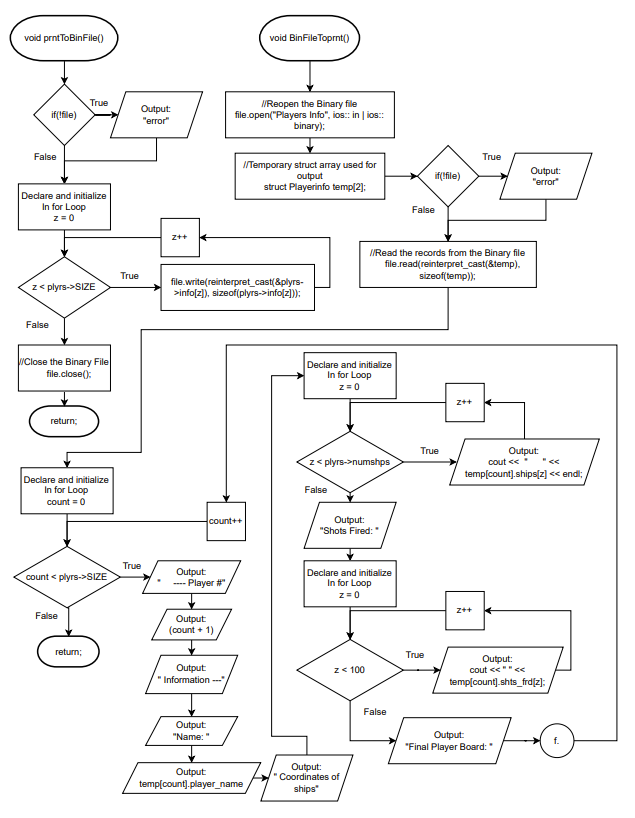 void prntToBinFile()
if(!file)
True
Output:
"error"
False
Declare and initialize
In for Loop
z = 0
z++
z < plyrs->SIZE
True
file.write(reinterpret_cast(&plyrs-
>info[z]), sizeof(plyrs->info[z]));
False
//Close the Binary File
file.close();
return;
void BinFileToprnt()
//Reopen the Binary file
file.open("Players Info", ios:: in | ios::
binary);
//Temporary struct array used for
output
struct Playerinfo temp[2];
if(!file)
True
Output:
"error"
False
//Read the records from the Binary file
file.read(reinterpret_cast(&temp),
sizeof(temp));
Declare and initialize
In for Loop
count = 0
count++
count < plyrs->SIZE
True
False
return;
Output:
"     ---- Player #"
Output:
(count + 1)
Output:
" Information ---"
Output:
"Name: "
Output:
temp[count].player_name
Output:
" Coordinates of
ships"
Declare and initialize
In for Loop
z = 0
z++
z < plyrs->numshps
True
Output:
cout << "     " <<
temp[count].ships[z] << endl;
False
Output:
"Shots Fired: "
Declare and initialize
In for Loop
z = 0
z++
z < 100
True
Output:
cout << " " <<
temp[count].shts_frd[z];
False
Output:
"Final Player Board: "
f.